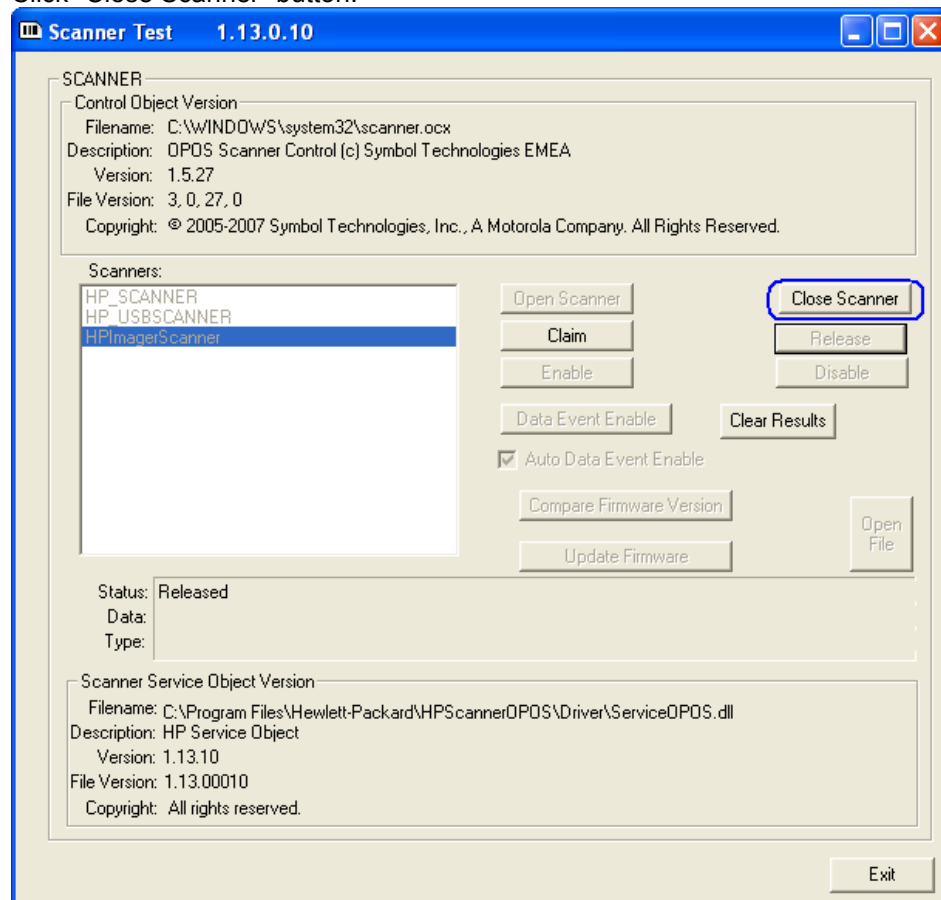 Click "Close Scanner" button.
Scanner Test 1.13.0.10
SCANNER
Control Object Version
Filename: C:\WINDOWS\system32\scanner.ocx
Description: OPOS Scanner Control (c) Symbol Technologies EMEA
Version: 1.5.27
File Version: 3, 0, 27, 0
Copyright: © 2005-2007 Symbol Technologies, Inc., A Motorola Company. All Rights Reserved.
Scanners:
HP_SCANNER
HP_USBSCANNER
HPImagerScanner
Open Scanner
Close Scanner
Claim
Release
Enable
Disable
Data Event Enable
Clear Results
Auto Data Event Enable
Compare Firmware Version
Open
File
Update Firmware
Status: Released
Data:
Type:
Scanner Service Object Version
Filename: C:\Program Files\Hewlett-Packard\HPScannerOPOS\Driver\ServiceOPOS.dll
Description: HP Service Object
Version: 1.13.10
File Version: 1.13.00010
Copyright: All rights reserved.
Exit